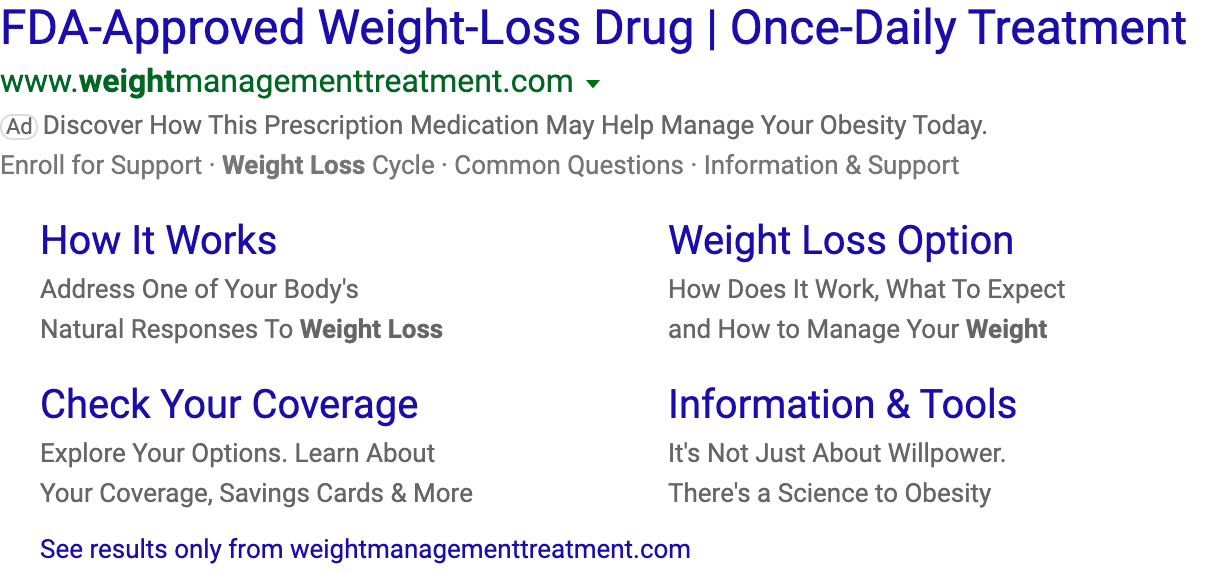 FDA-Approved Weight-Loss Drug | Once-Daily Treatment
www.weightmanagementtreatment.com
Ad Discover How This Prescription Medication May Help Manage Your Obesity Today.
Enroll for Support · Weight Loss Cycle · Common Questions · Information & Support
How It Works
Address One of Your Body's
Natural Responses To Weight Loss
Weight Loss Option
How Does It Work, What To Expect
and How to Manage Your Weight
Check Your Coverage
Explore Your Options. Learn About
Your Coverage, Savings Cards & More
Information & Tools
It's Not Just About Willpower.
There's a Science to Obesity
See results only from weightmanagementtreatment.com